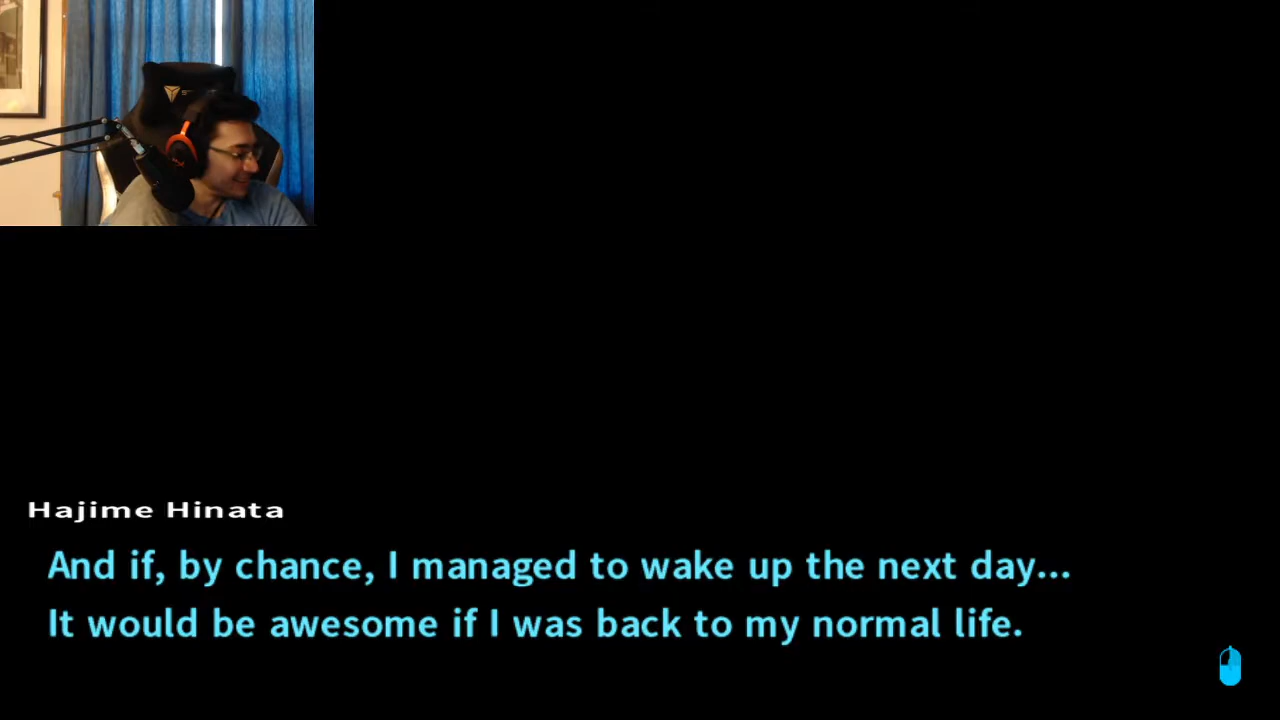 Hajime Hinata
And if, by chance, I managed to wake up the next day...
It would be awesome if I was back to my normal life.